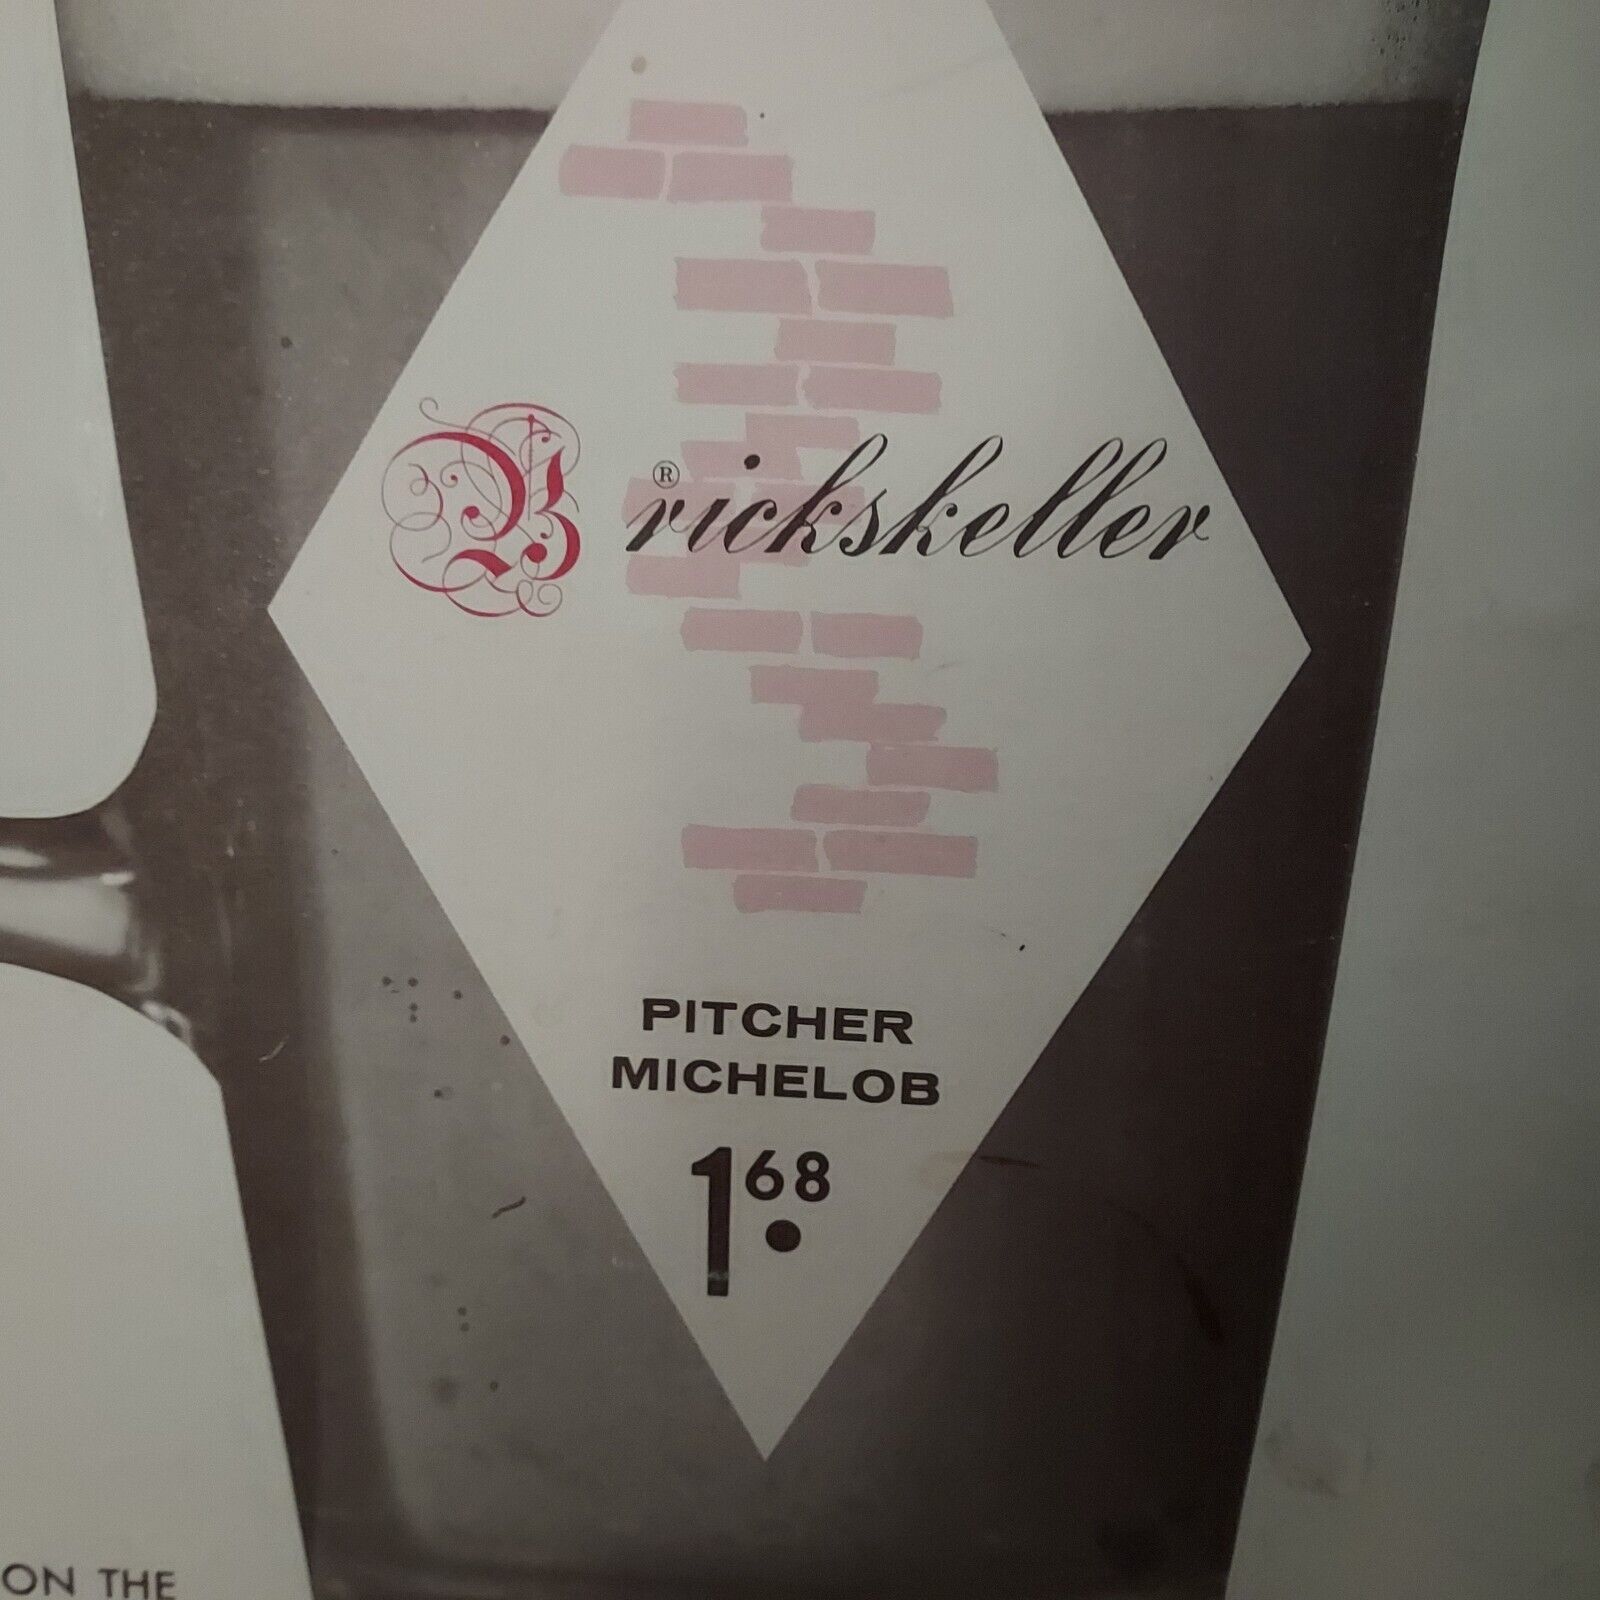 Brickskeller®
PITCHER
MICHELOB
1.68
ON THE